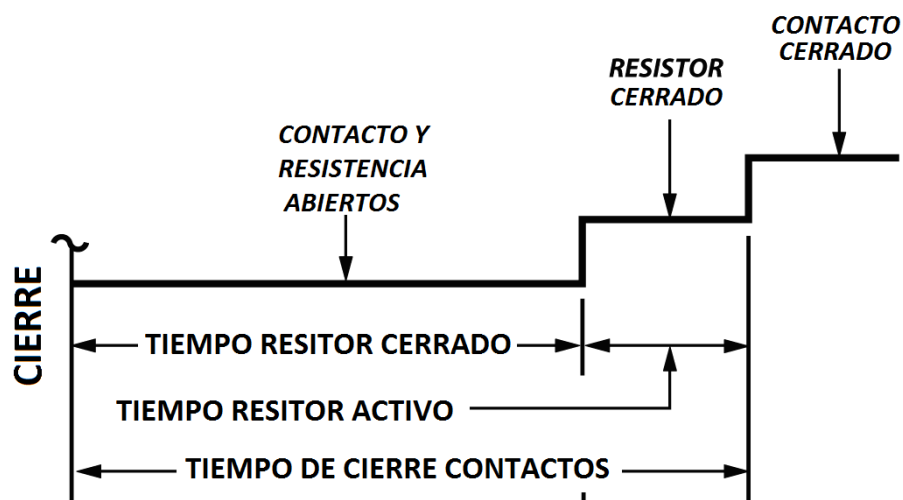 CONTACTO
CERRADO
RESISTOR
CERRADO
CONTACTO Y
RESISTENCIA
ABIERTOS
CIERRE
TIEMPO RESITOR CERRADO
TIEMPO RESITOR ACTIVO
TIEMPO DE CIERRE CONTACTOS